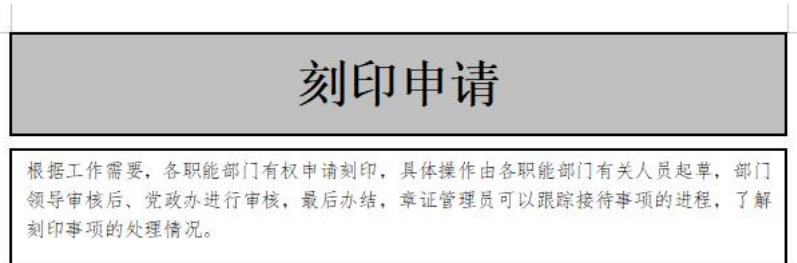 刻印申请
根据工作需要，各职能部门有权申请刻印，具体操作由各职能部门有关人员起草，部门
领导审核后、党政办进行审核，最后办结，章证管理员可以跟踪接待事项的进程，了解
刻印事项的处理情况。